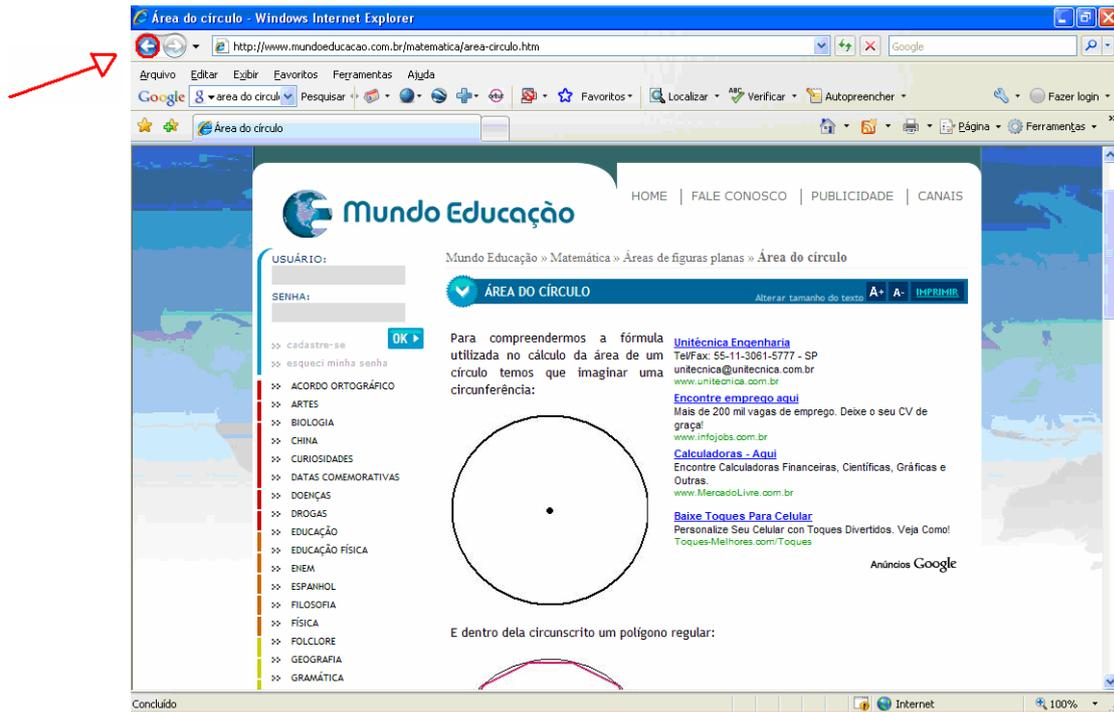 Área do círculo - Windows Internet Explorer
http://www.mundoeducacao.com.br/matematica/area-circulo.htm
Google
Arquivo Editar Exibir Favoritos Ferramentas Ajuda
Google area do circul Pesquisar Favoritos Localizar Verificar Autopreencher Fazer login
Área do círculo Página Ferramentas
Mundo Educação
HOME | FALE CONOSCO | PUBLICIDADE | CANAIS
USUÁRIO:
SENHA:
OK
>> cadastre-se
>> esqueci minha senha
>> ACORDO ORTOGRÁFICO
>> ARTES
>> BIOLOGIA
>> CHINA
>> CURIOSIDADES
>> DATAS COMEMORATIVAS
>> DOENÇAS
>> DROGAS
>> EDUCAÇÃO
>> EDUCAÇÃO FÍSICA
>> ENEM
>> ESPANHOL
>> FILOSOFIA
>> FÍSICA
>> FOLCLORE
>> GEOGRAFIA
>> GRAMÁTICA
Mundo Educação » Matemática » Áreas de figuras planas » Área do círculo
ÁREA DO CÍRCULO
Alterar tamanho do texto A+ A- IMPRIMIR
Para compreendermos a fórmula
utilizada no cálculo da área de um
círculo temos que imaginar uma
circunferência:
Unitécnica Engenharia
Tel/Fax: 55-11-3061-5777 - SP
unitecnica@unitecnica.com.br
www.unitecnica.com.br
Encontre emprego aqui
Mais de 200 mil vagas de emprego. Deixe o seu CV de
graça!
www.infojobs.com.br
Calculadoras - Aqui
Encontre Calculadoras Financeiras, Científicas, Gráficas e
Outras.
www.MercadoLivre.com.br
Baixe Toques Para Celular
Personalize Seu Celular con Toques Divertidos. Veja Como!
Toques-Melhores.com/Toques
Anúncios Google
E dentro dela circunscrito um polígono regular:
Concluído
Internet
100%